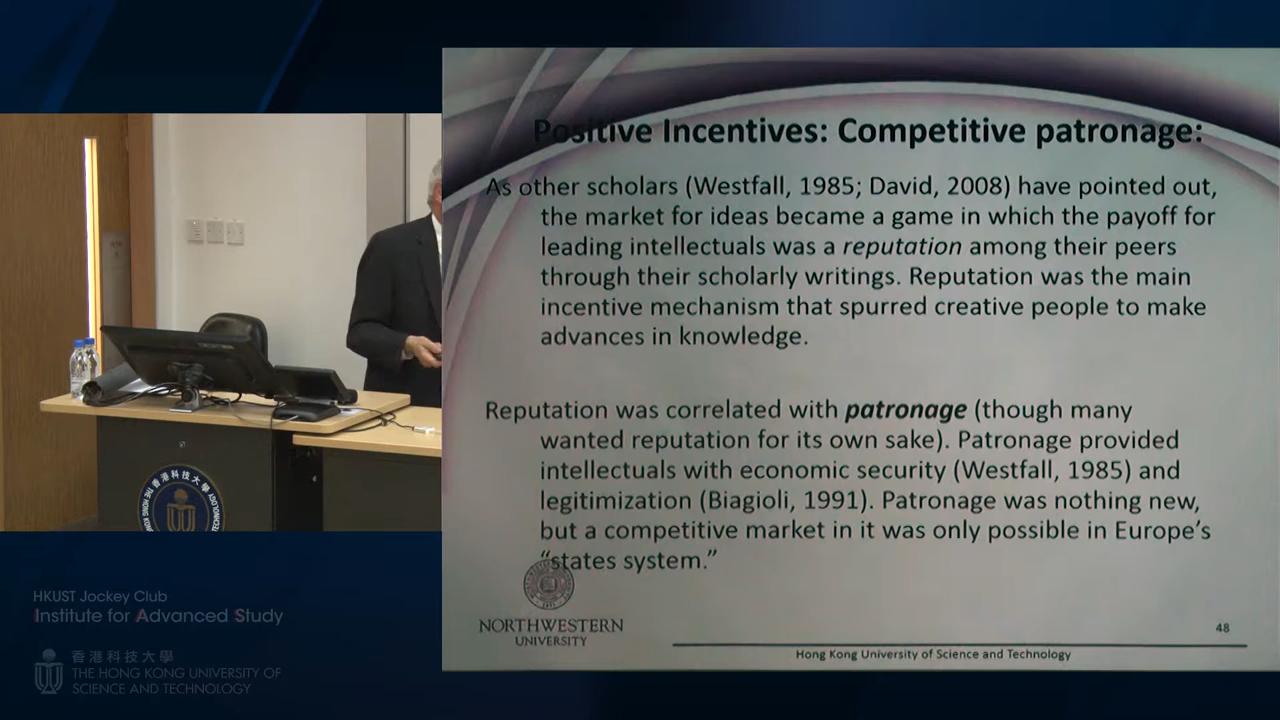 Positive Incentives: Competitive patronage:
As other scholars (Westfall, 1985; David, 2008) have pointed out,
the market for ideas became a game in which the payoff for
leading intellectuals was a reputation among their peers
through their scholarly writings. Reputation was the main
incentive mechanism that spurred creative people to make
advances in knowledge.
Reputation was correlated with patronage (though many
wanted reputation for its own sake). Patronage provided
intellectuals with economic security (Westfall, 1985) and
legitimization (Biagioli, 1991). Patronage was nothing new,
but a competitive market in it was only possible in Europe’s
“states system.”
NORTHWESTERN
UNIVERSITY
48
Hong Kong University of Science and Technology
香港科技大學
HKUST Jockey Club
Institute for Advanced Study
香港科技大學
THE HONG KONG UNIVERSITY OF
SCIENCE AND TECHNOLOGY